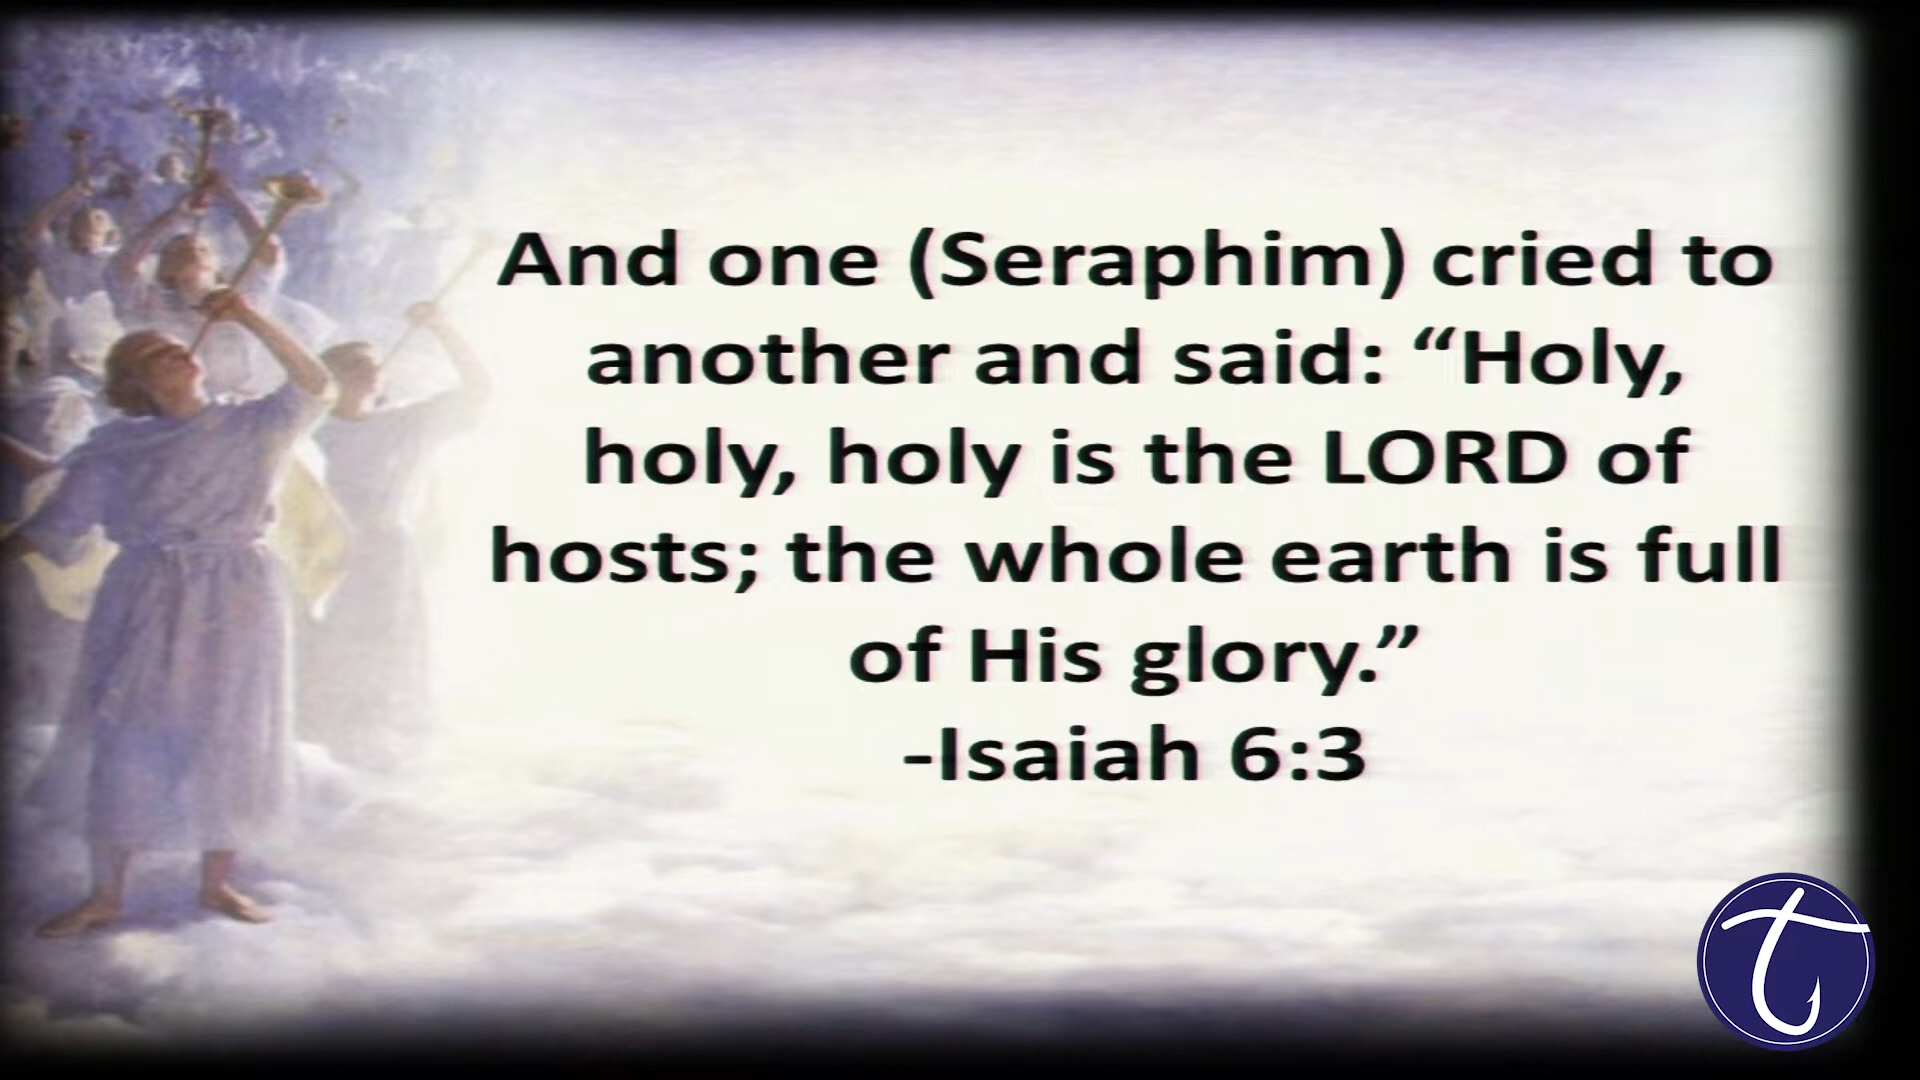 And one (Seraphim) cried to
another and said: “Holy,
holy, holy is the LORD of
hosts; the whole earth is full
of His glory.”
-Isaiah 6:3